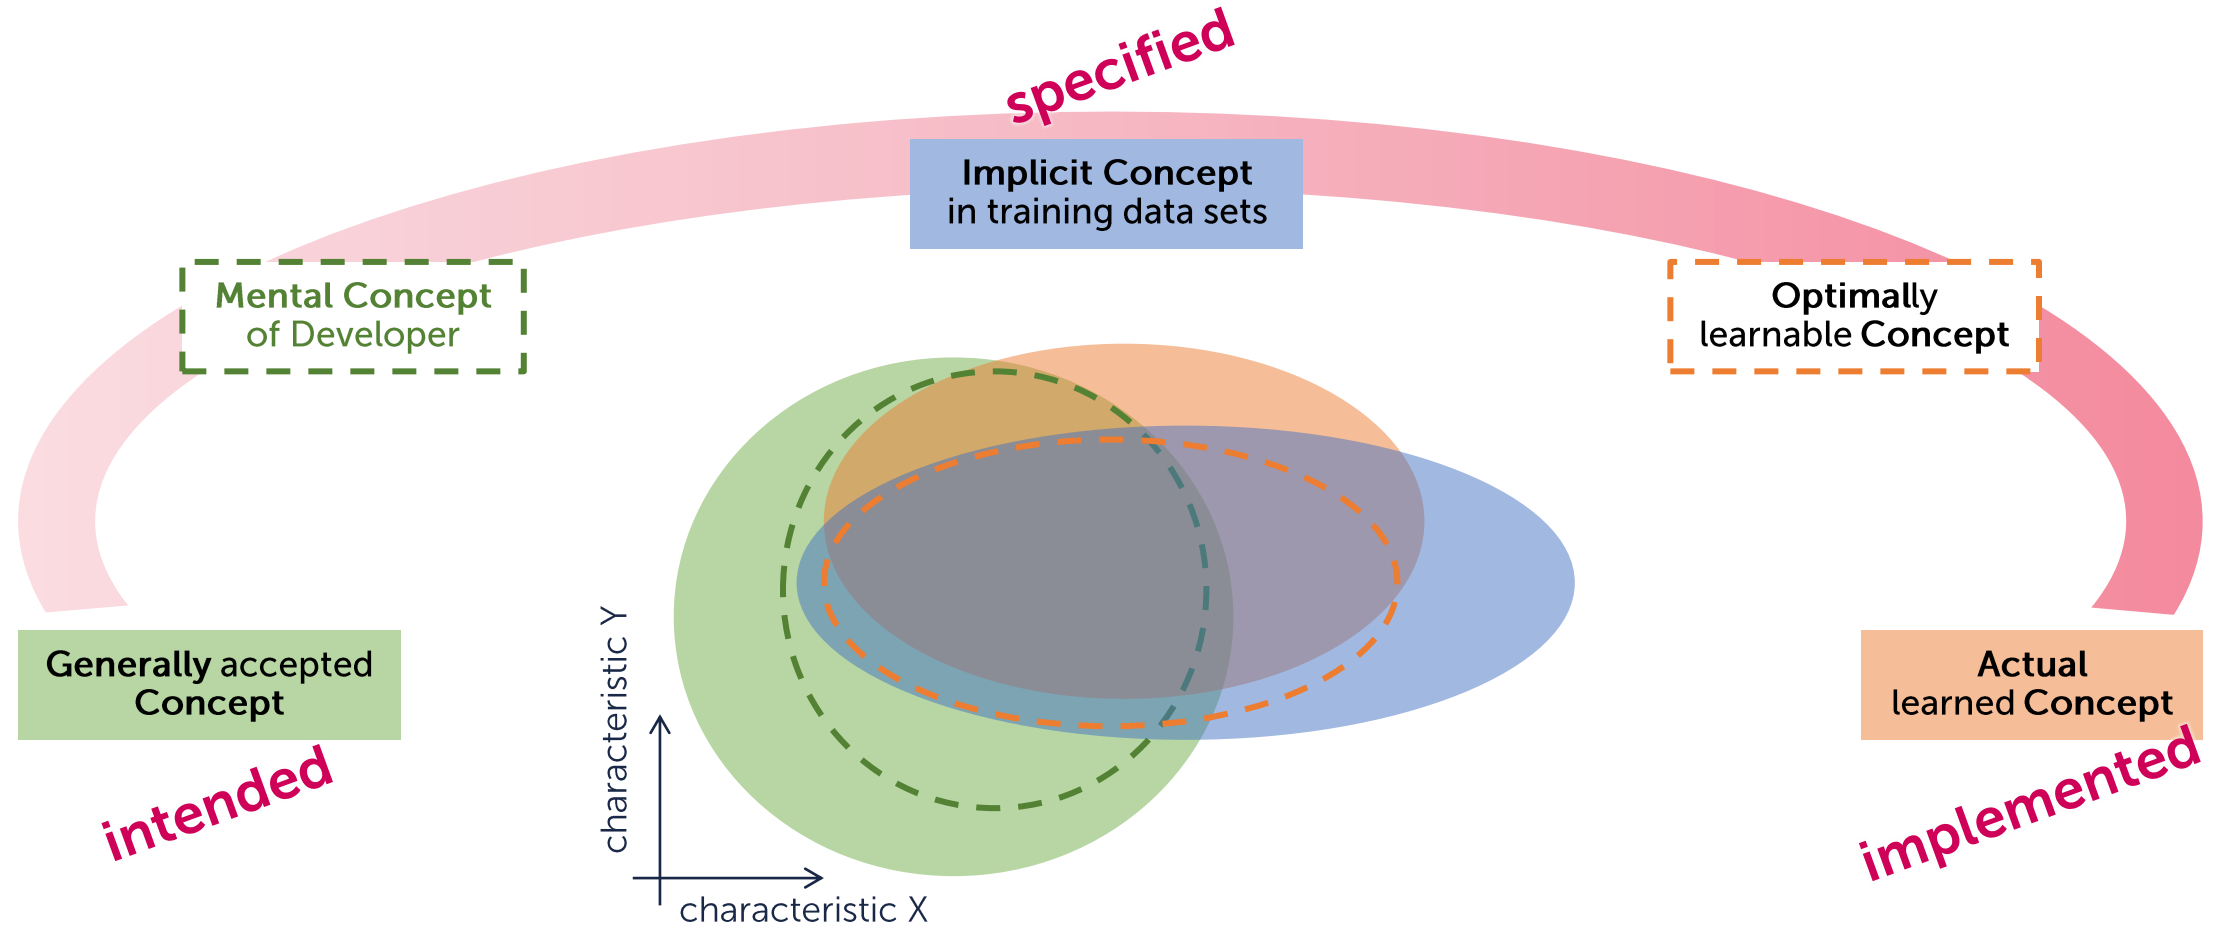 specified
Implicit Concept
in training data sets
Mental Concept
of Developer
Optimally
learnable Concept
Generally accepted
Concept
intended
Actual
learned Concept
implemented
characteristic Y
characteristic X